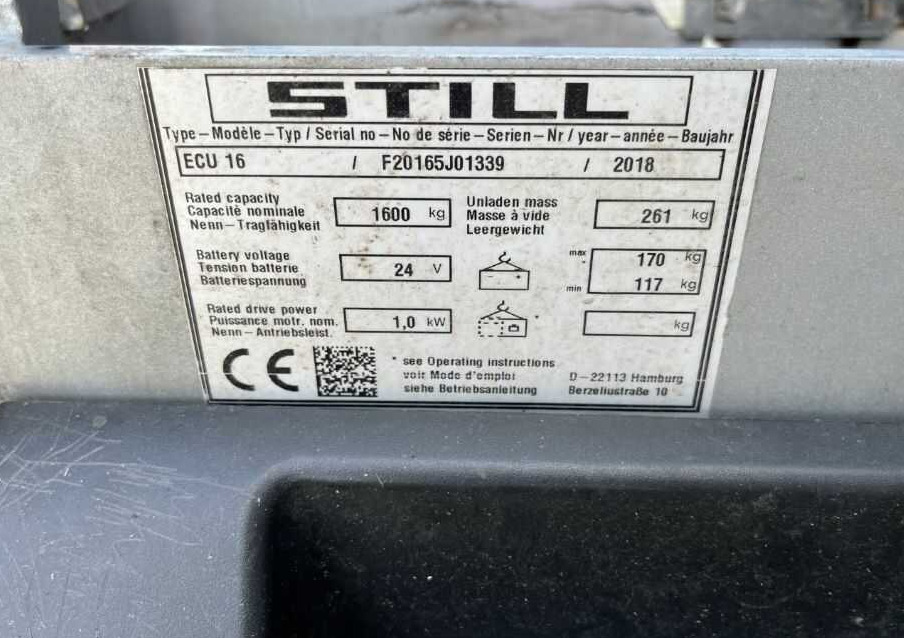 STILL
Type – Modèle – Typ / Serial no – No de série – Serien – Nr / year – année – Baujahr
ECU 16 / F20165J01339 / 2018
Rated capacity
Capacitè nominale
Nenn – Tragfähigkeit
1600 kg
Unladen mass
Masse à vide
Leergewicht
261 kg
Battery voltage
Tension batterie
Batteriespannung
24 V
max 170 kg
min 117 kg
Rated drive power
Puissance motr. nom.
Nenn – Antriebsleist.
1,0 kW
*
kg
CE
* see Operating instructions
voir Mode d'emploi
siehe Betriebsanleitung
D – 22113 Hamburg
Berzeliustraße 10